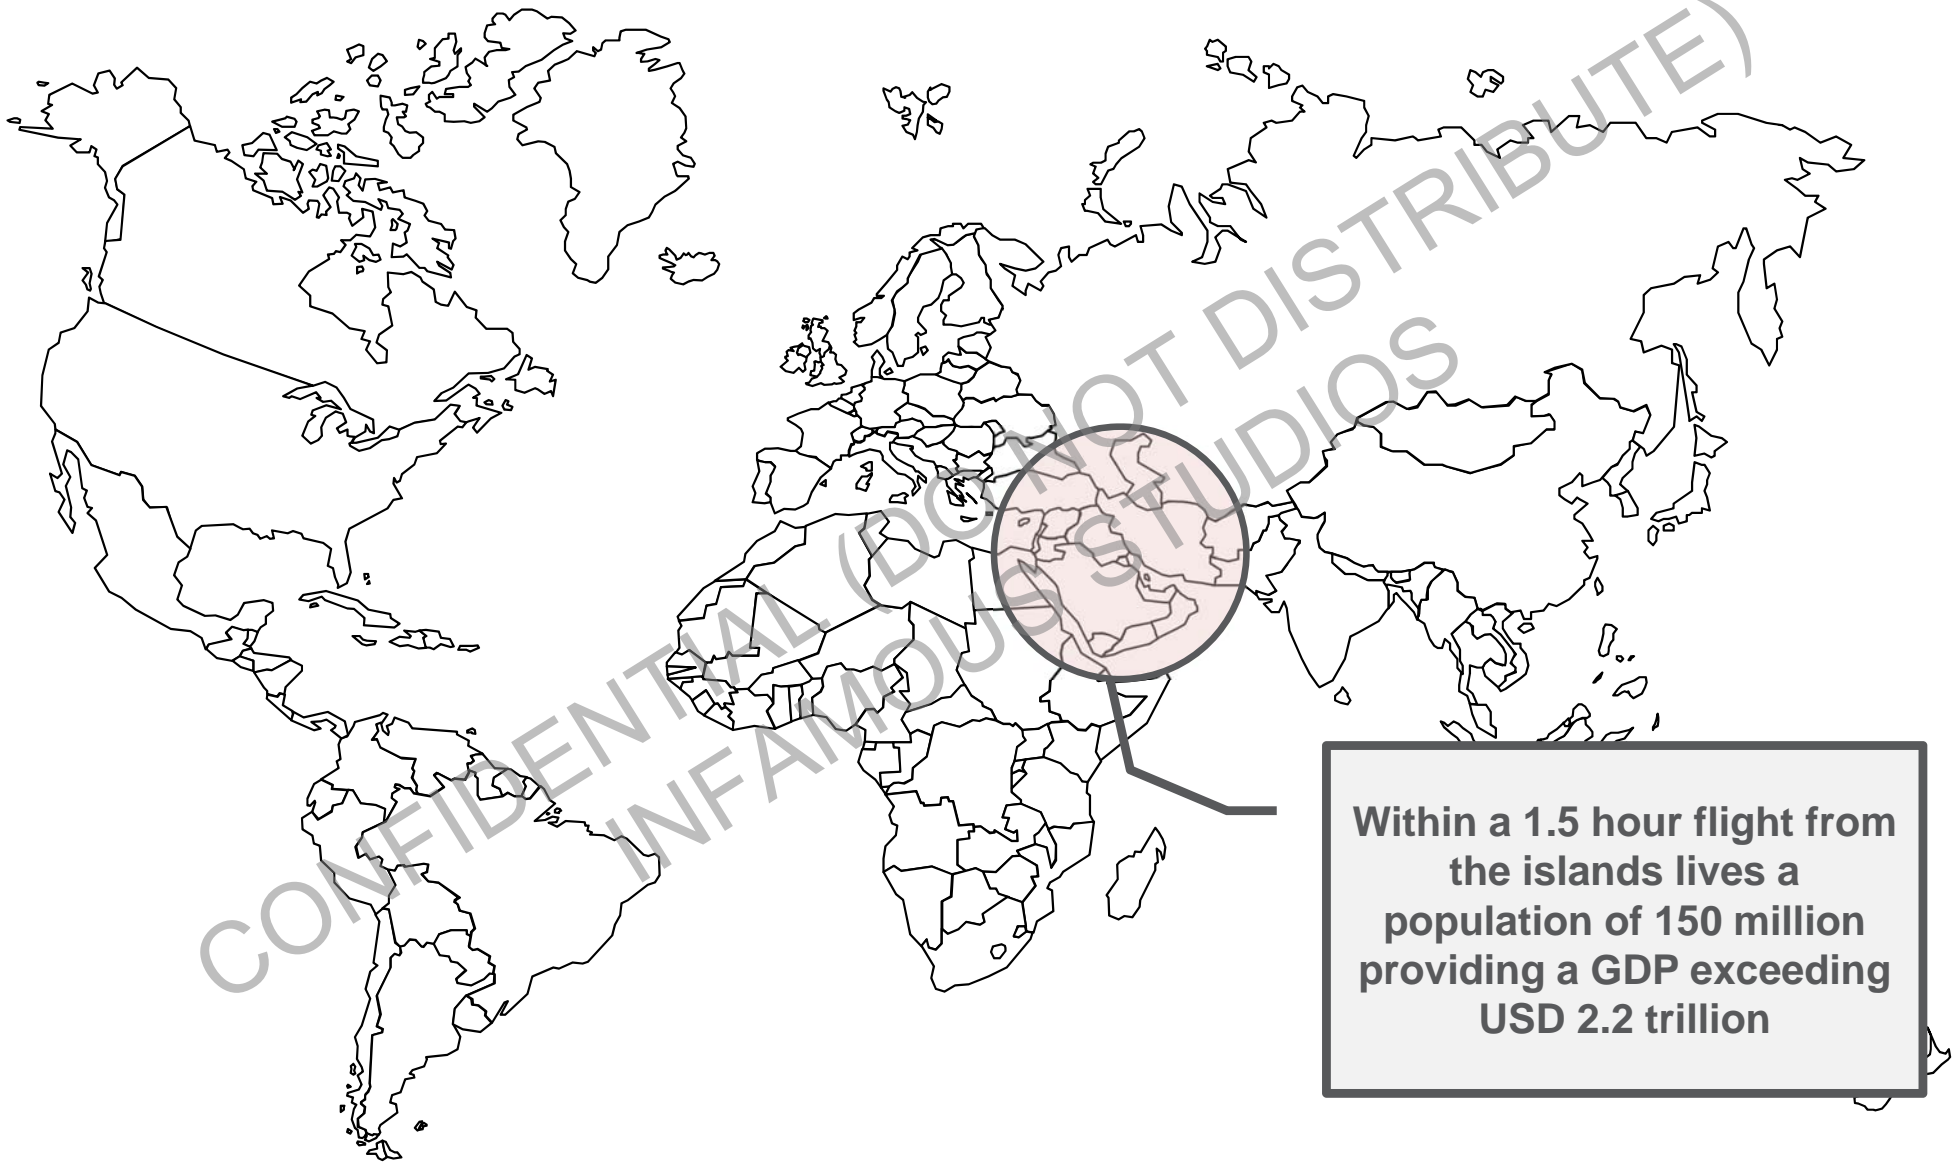 CONFIDENTIAL (DO NOT DISTRIBUTE)
INFAMOUS STUDIOS
Within a 1.5 hour flight from
the islands lives a
population of 150 million
providing a GDP exceeding
USD 2.2 trillion